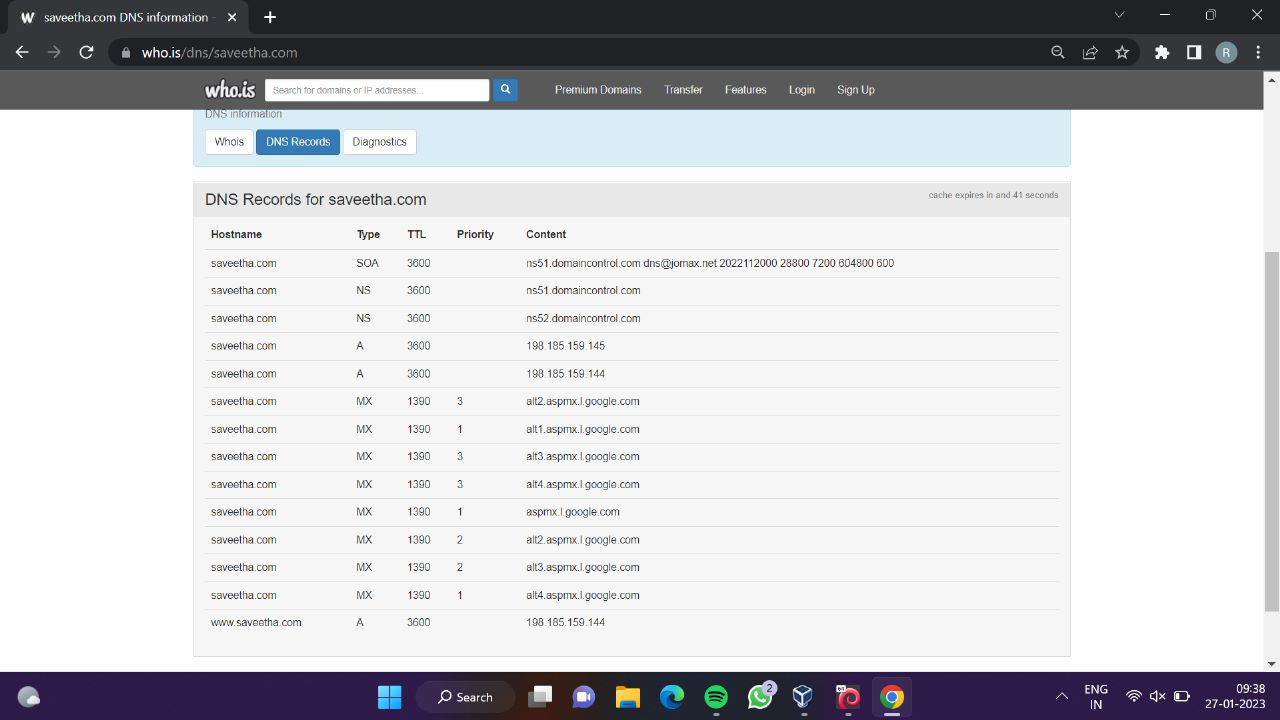 W saveetha.com DNS information -
who.is/dns/saveetha.com
R
who.is Search for domains or IP addresses... Premium Domains Transfer Features Login Sign Up
DNS information
Whois DNS Records Diagnostics
DNS Records for saveetha.com cache expires in and 41 seconds
Hostname Type TTL Priority Content
saveetha.com SOA 3600 ns51.domaincontrol.com dns@jomax.net 2022112000 28800 7200 604800 600
saveetha.com NS 3600 ns51.domaincontrol.com
saveetha.com NS 3600 ns52.domaincontrol.com
saveetha.com A 3600 198.185.159.145
saveetha.com A 3600 198.185.159.144
saveetha.com MX 1390 3 alt2.aspmx.l.google.com
saveetha.com MX 1390 1 alt1.aspmx.l.google.com
saveetha.com MX 1390 3 alt3.aspmx.l.google.com
saveetha.com MX 1390 3 alt4.aspmx.l.google.com
saveetha.com MX 1390 1 aspmx.l.google.com
saveetha.com MX 1390 2 alt2.aspmx.l.google.com
saveetha.com MX 1390 2 alt3.aspmx.l.google.com
saveetha.com MX 1390 1 alt4.aspmx.l.google.com
www.saveetha.com A 3600 198.185.159.144
Search 2 ENG 09:38
IN 27-01-2023